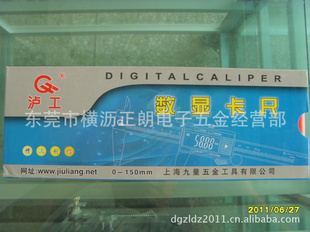 DIGITALCALIPER
沪工®
数显卡尺
东莞市横沥正朗电子五金经营部
网址:www.jiuliang.net
0-150mm
上海九量五金工具有限公司
2011/06/27
dgzldz2011.cn.alibaba.com